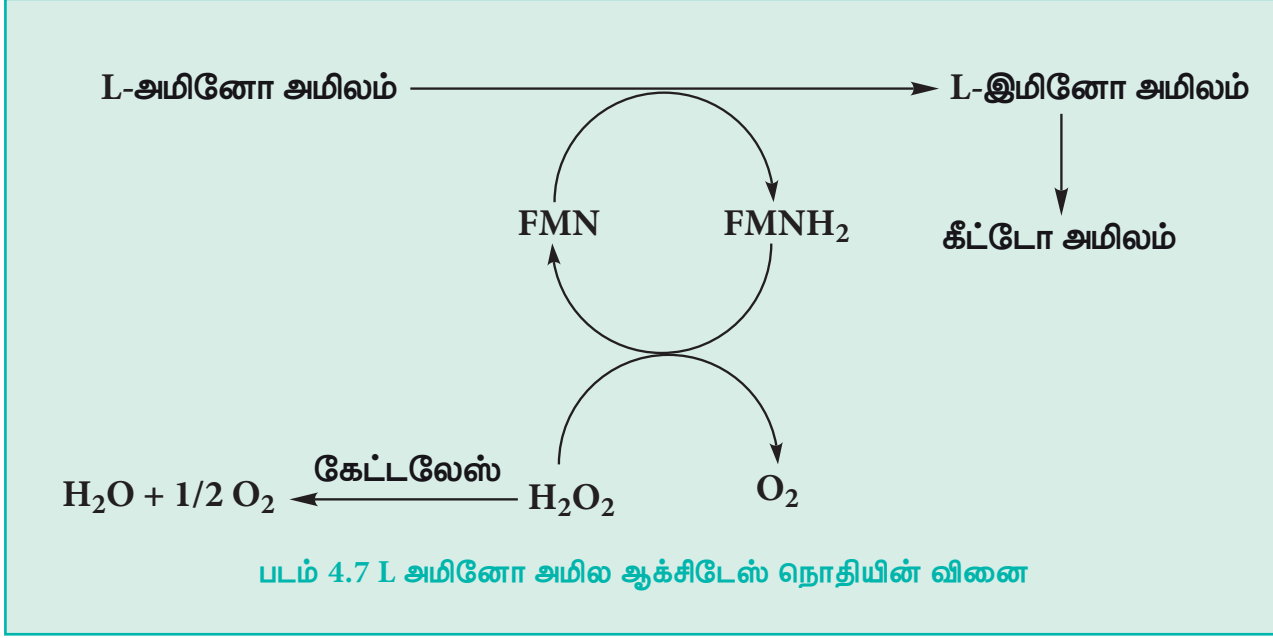 L-அமினோ அமிலம் L-இமினோ அமிலம்
FMN FMNH₂ கீட்டோ அமிலம்
H₂O + 1/2 O₂ கேட்டலேஸ் H₂O₂ O₂
படம் 4.7 L அமினோ அமில ஆக்சிடேஸ் நொதியின் வினை